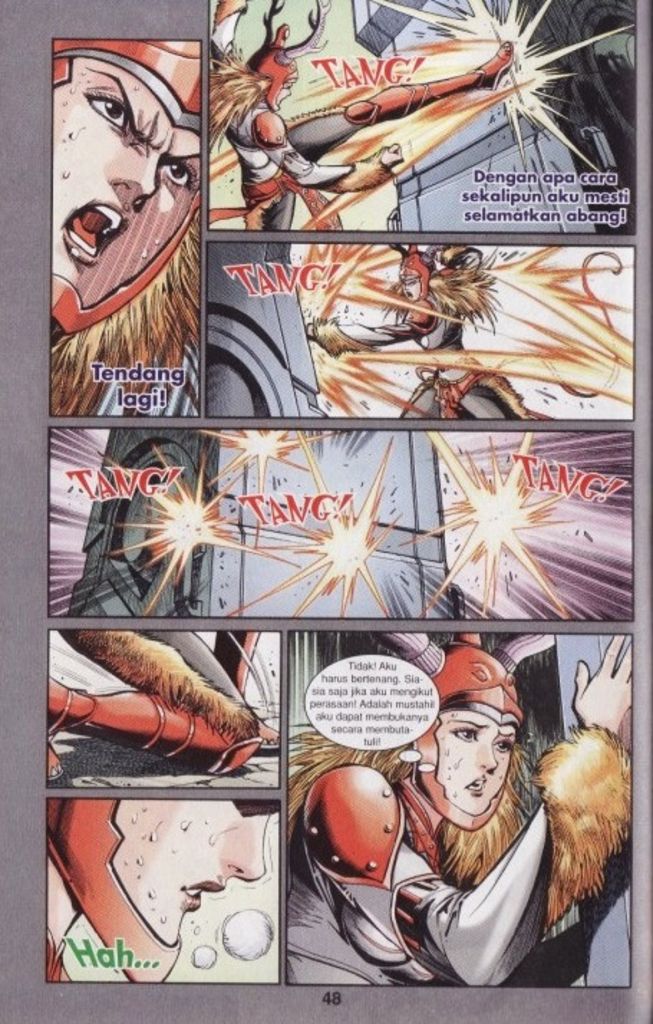 TANG!
Dengan apa cara
sekalipun aku mesti
selamatkan abang!
Tendang
lagi!
TANG!
TANG!
TANG!
TANG!
Tidak! Aku
harus bertenang. Sia-
sia saja jika aku mengikut
perasaan! Adalah mustahil
aku dapat membukanya
secara membuta-
tuli!
Hah...
48